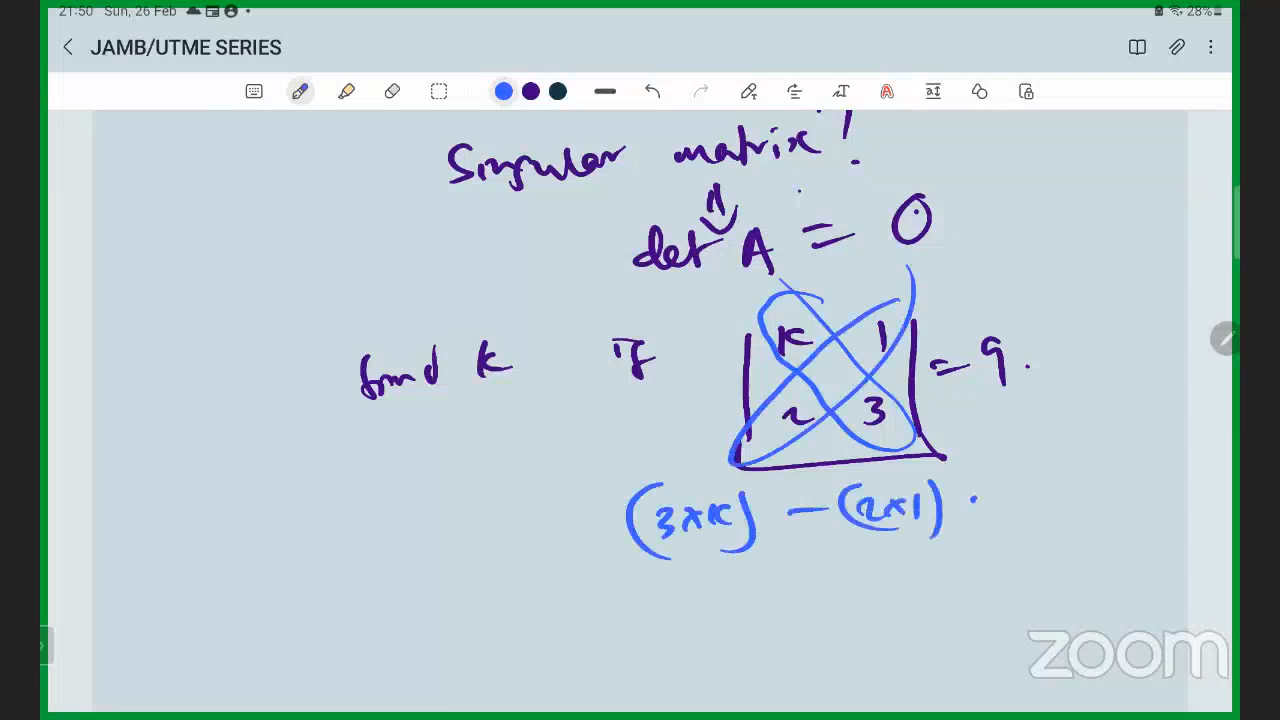 21:50 Sun, 26 Feb 28%
JAMB/UTME SERIES
Singular matrix!
det A = 0
find k if | k 1 | = 9.
2 3
(3×k) - (2×1)
zoom